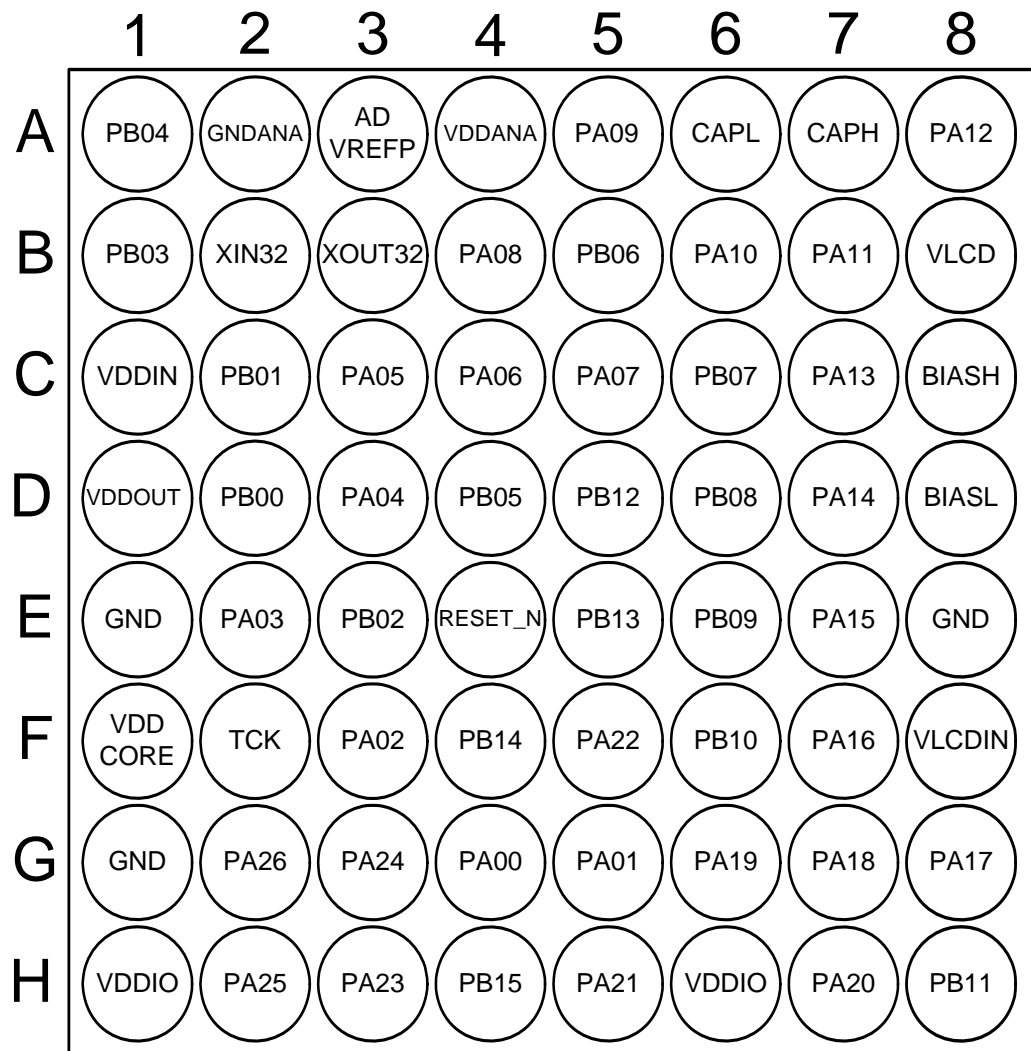 1 2 3 4 5 6 7 8
A PB04 GNDANA AD VREFP VDDANA PA09 CAPL CAPH PA12
B PB03 XIN32 XOUT32 PA08 PB06 PA10 PA11 VLCD
C VDDIN PB01 PA05 PA06 PA07 PB07 PA13 BIASH
D VDDOUT PB00 PA04 PB05 PB12 PB08 PA14 BIASL
E GND PA03 PB02 RESET_N PB13 PB09 PA15 GND
F VDD CORE TCK PA02 PB14 PA22 PB10 PA16 VLCDIN
G GND PA26 PA24 PA00 PA01 PA19 PA18 PA17
H VDDIO PA25 PA23 PB15 PA21 VDDIO PA20 PB11